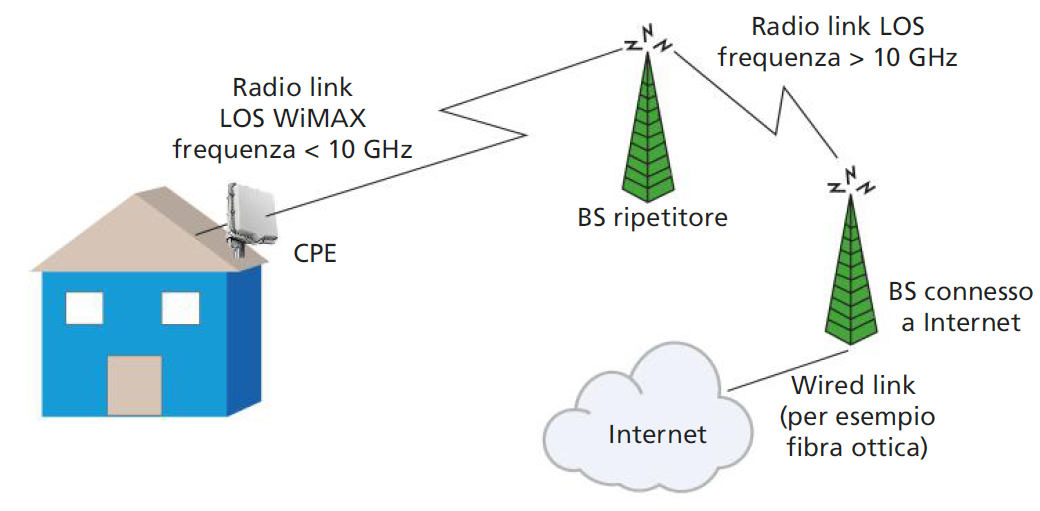 Radio link LOS
frequenza > 10 GHz
Radio link
LOS WiMAX
frequenza < 10 GHz
BS ripetitore
CPE
BS connesso
a Internet
Wired link
(per esempio
fibra ottica)
Internet